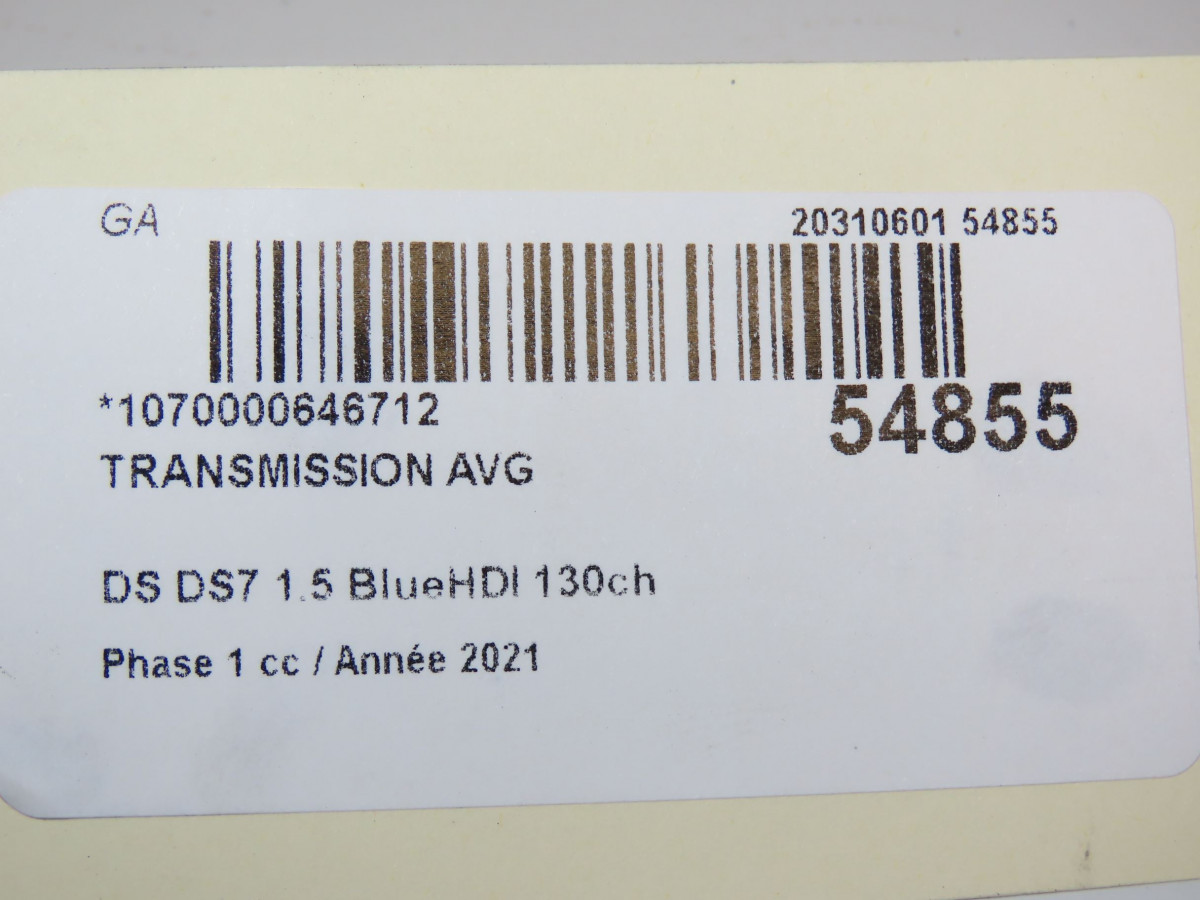 GA 20310601 54855
*1070000646712 54855
TRANSMISSION AVG
DS DS7 1.5 BlueHDI 130ch
Phase 1 cc / Année 2021